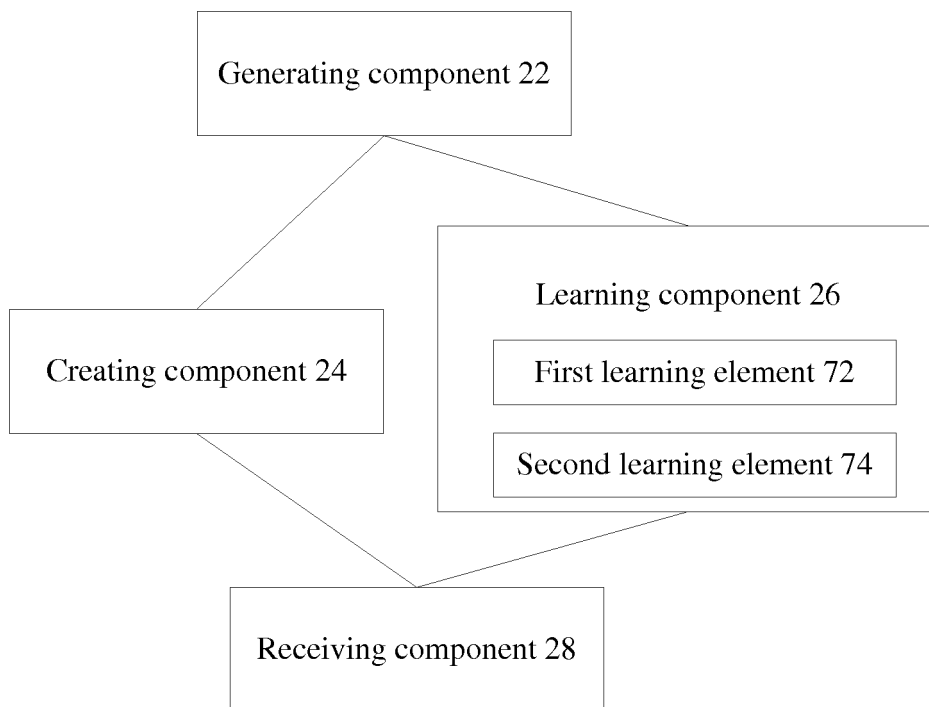 Generating component 22
Learning component 26
Creating component 24
First learning element 72
Second learning element 74
Receiving component 28